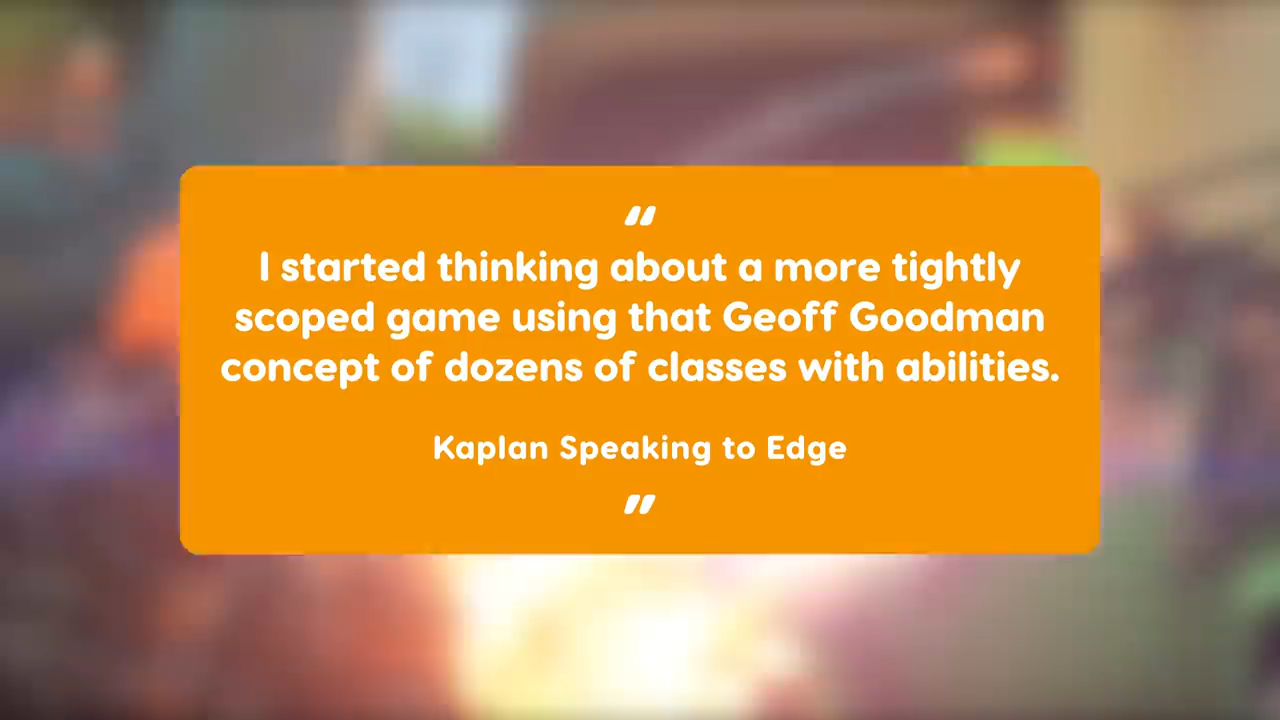 “
I started thinking about a more tightly
scoped game using that Geoff Goodman
concept of dozens of classes with abilities.
Kaplan Speaking to Edge
”